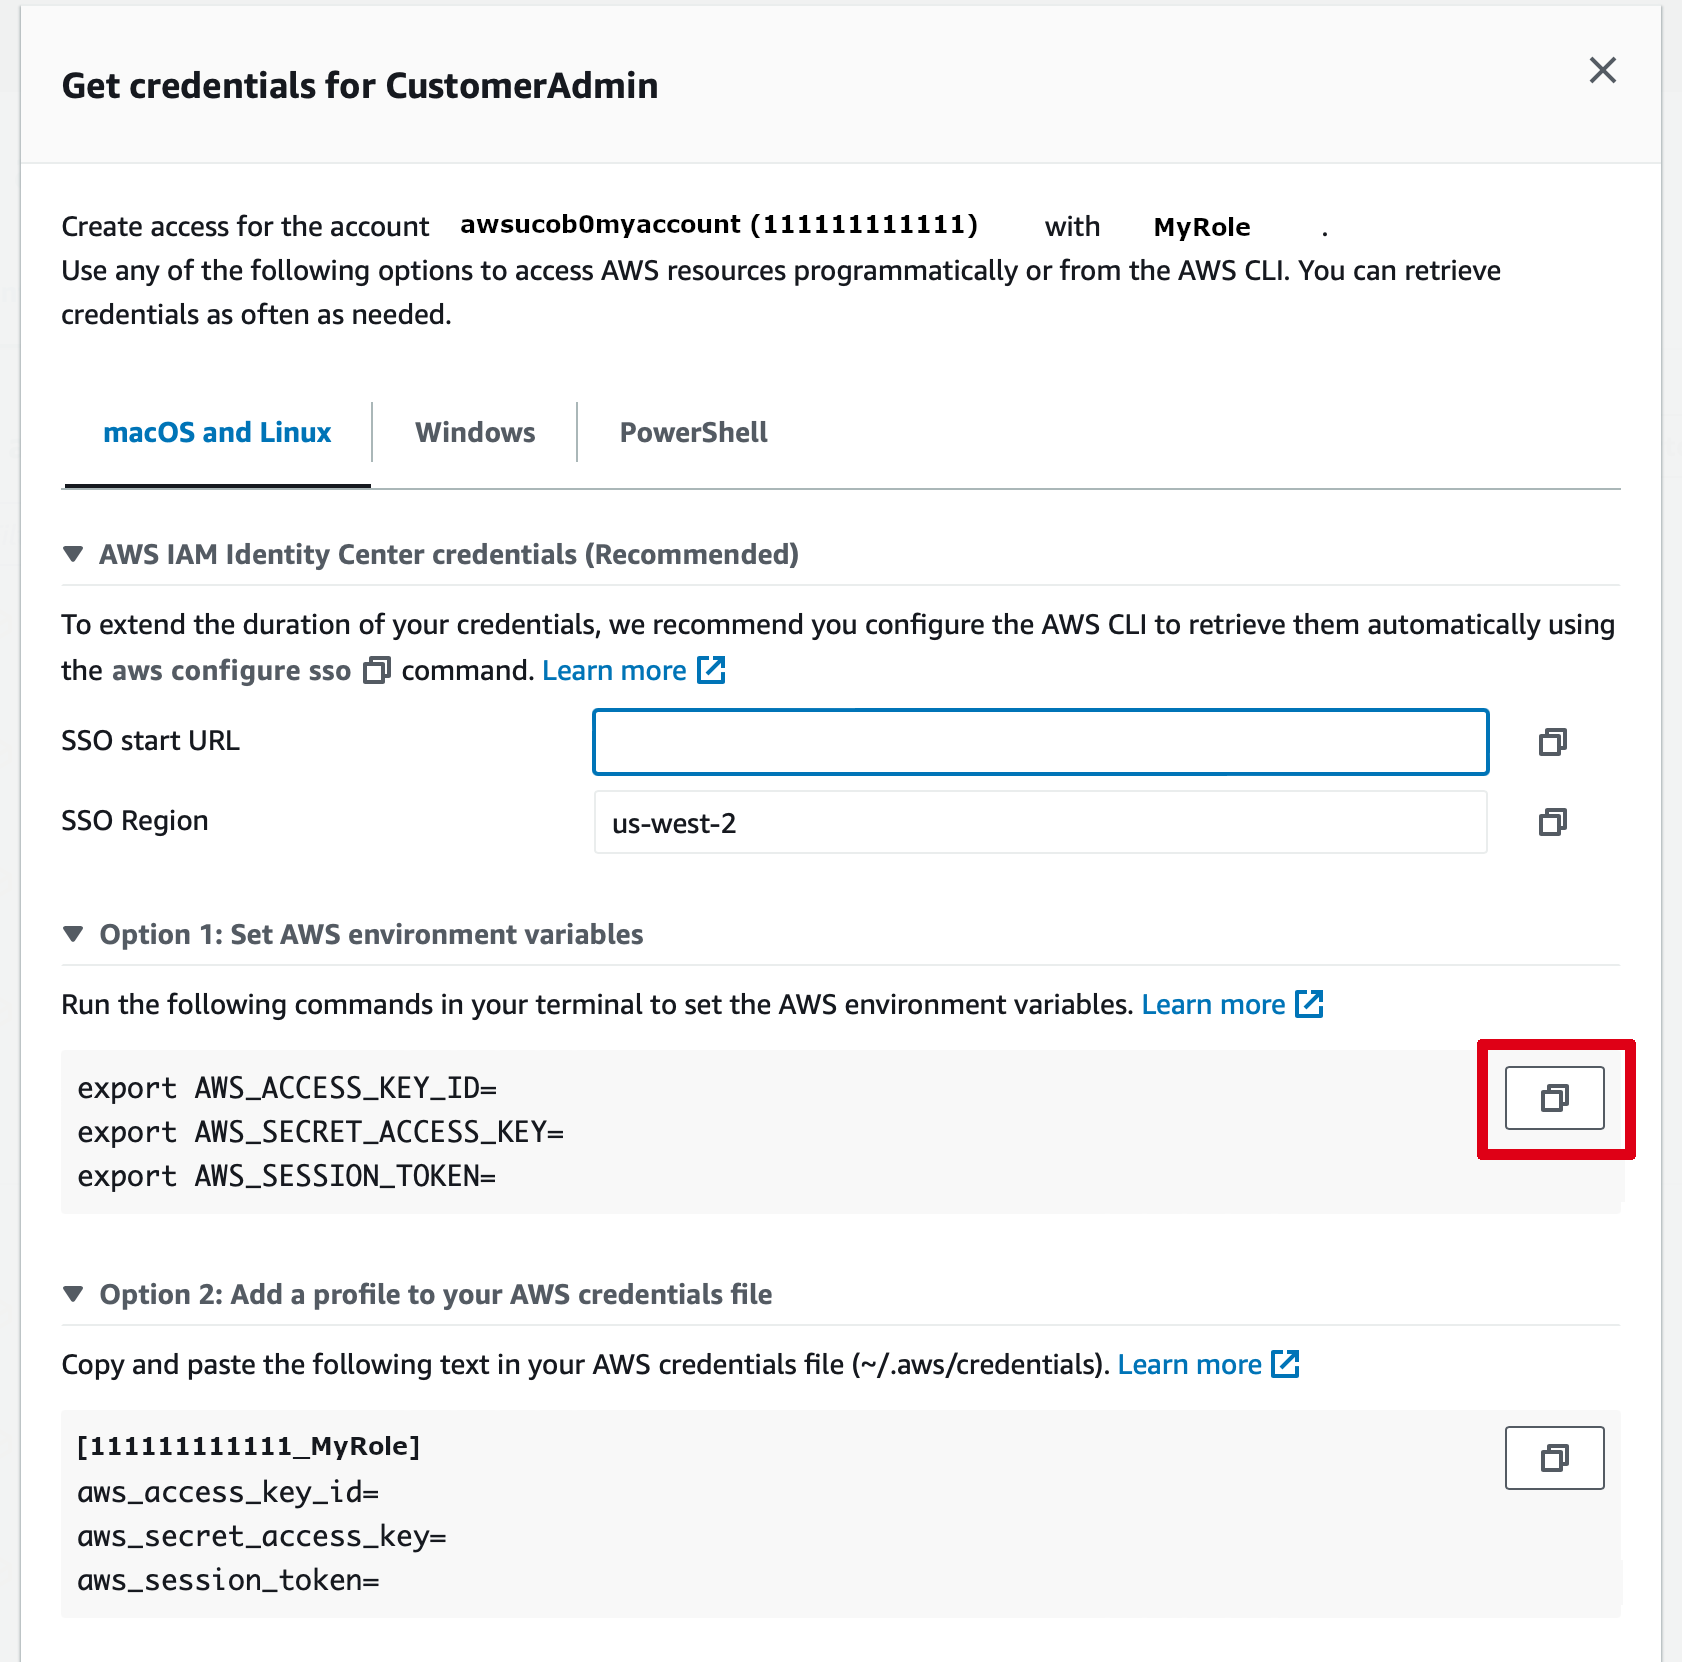 Get credentials for CustomerAdmin
Create access for the account awsucob0myaccount (111111111111) with MyRole .
Use any of the following options to access AWS resources programmatically or from the AWS CLI. You can retrieve
credentials as often as needed.
macOS and Linux Windows PowerShell
AWS IAM Identity Center credentials (Recommended)
To extend the duration of your credentials, we recommend you configure the AWS CLI to retrieve them automatically using
the aws configure sso command. Learn more
SSO start URL
SSO Region us-west-2
Option 1: Set AWS environment variables
Run the following commands in your terminal to set the AWS environment variables. Learn more
export AWS_ACCESS_KEY_ID=
export AWS_SECRET_ACCESS_KEY=
export AWS_SESSION_TOKEN=
Option 2: Add a profile to your AWS credentials file
Copy and paste the following text in your AWS credentials file (~/.aws/credentials). Learn more
[111111111111_MyRole]
aws_access_key_id=
aws_secret_access_key=
aws_session_token=